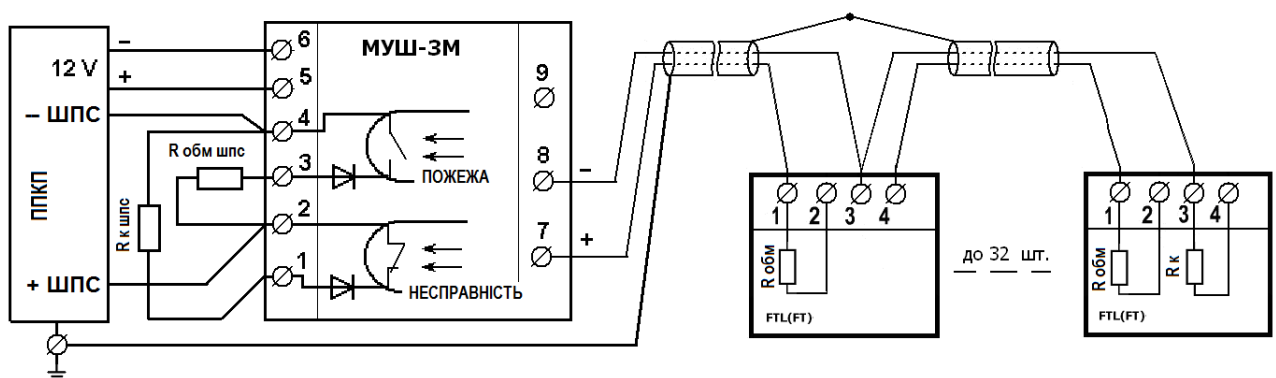 ППКП
12 V
–
+
– ШПС
+ ШПС
R обм шпс
R к шпс
МУШ-3М
6
5
4
3
2
1
ПОЖЕЖА
НЕСПРАВНІСТЬ
9
8
–
7
+
1 2 3 4
R обм
FTL(FT)
до 32 шт.
1 2 3 4
R обм
R к
FTL(FT)